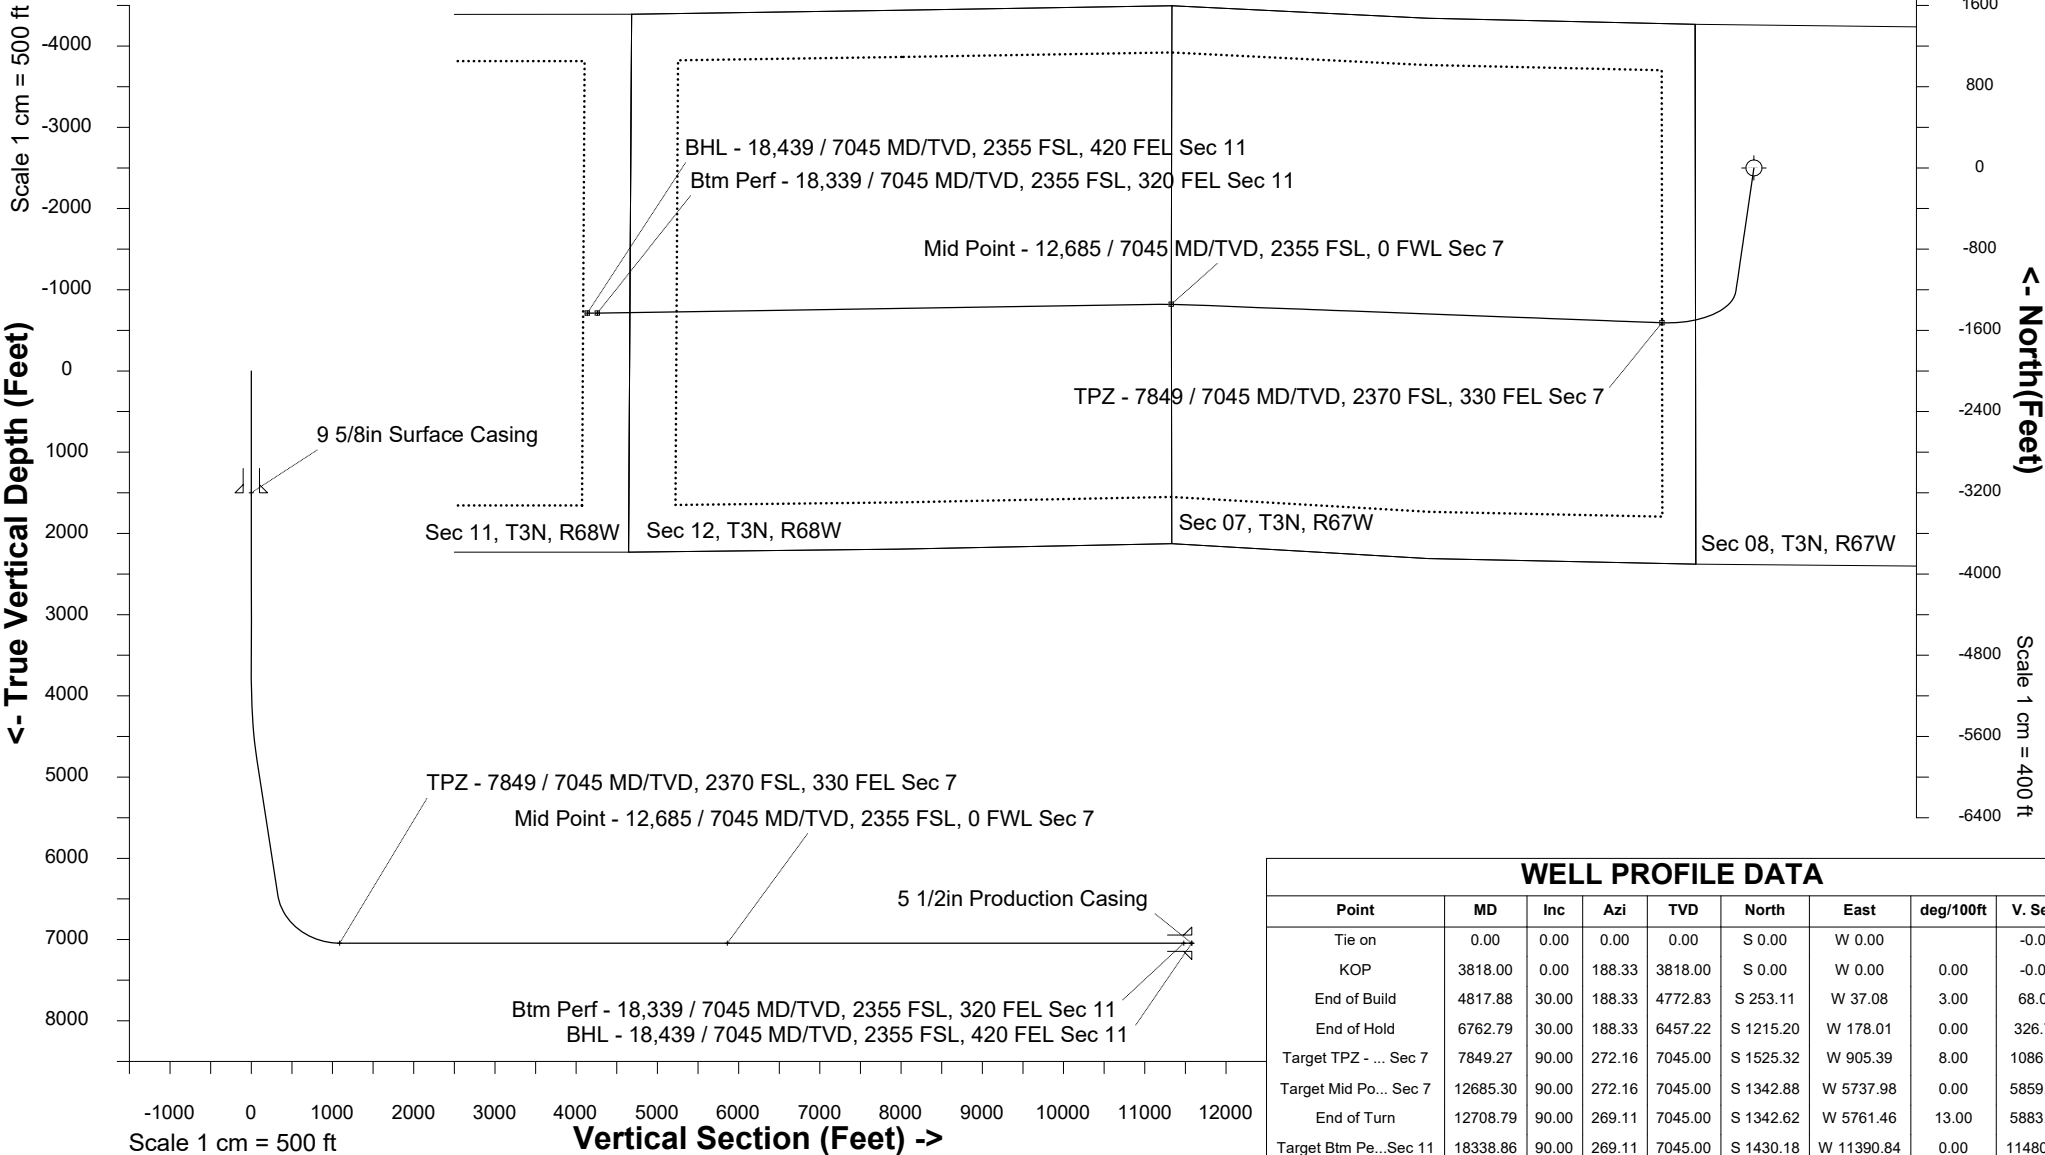 Scale 1 cm = 500 ft
-4000
-3000
-2000
-1000
0
1000
2000
3000
4000
5000
6000
7000
8000
<- True Vertical Depth (Feet)
1600
800
0
-800
-1600
-2400
-3200
-4000
-4800
-5600
-6400
<- North(Feet)
Scale 1 cm = 400 ft
BHL - 18,439 / 7045 MD/TVD, 2355 FSL, 420 FEL Sec 11
Btm Perf - 18,339 / 7045 MD/TVD, 2355 FSL, 320 FEL Sec 11
Mid Point - 12,685 / 7045 MD/TVD, 2355 FSL, 0 FWL Sec 7
TPZ - 7849 / 7045 MD/TVD, 2370 FSL, 330 FEL Sec 7
9 5/8in Surface Casing
Sec 11, T3N, R68W
Sec 12, T3N, R68W
Sec 07, T3N, R67W
Sec 08, T3N, R67W
TPZ - 7849 / 7045 MD/TVD, 2370 FSL, 330 FEL Sec 7
Mid Point - 12,685 / 7045 MD/TVD, 2355 FSL, 0 FWL Sec 7
5 1/2in Production Casing
Btm Perf - 18,339 / 7045 MD/TVD, 2355 FSL, 320 FEL Sec 11
BHL - 18,439 / 7045 MD/TVD, 2355 FSL, 420 FEL Sec 11
-1000 0 1000 2000 3000 4000 5000 6000 7000 8000 9000 10000 11000 12000
Scale 1 cm = 500 ft
Vertical Section (Feet) ->
WELL PROFILE DATA
Point MD Inc Azi TVD North East deg/100ft V. Se
Tie on 0.00 0.00 0.00 0.00 S 0.00 W 0.00 -0.0
KOP 3818.00 0.00 188.33 3818.00 S 0.00 W 0.00 0.00 -0.0
End of Build 4817.88 30.00 188.33 4772.83 S 253.11 W 37.08 3.00 68.0
End of Hold 6762.79 30.00 188.33 6457.22 S 1215.20 W 178.01 0.00 326.
Target TPZ - ... Sec 7 7849.27 90.00 272.16 7045.00 S 1525.32 W 905.39 8.00 1086
Target Mid Po... Sec 7 12685.30 90.00 272.16 7045.00 S 1342.88 W 5737.98 0.00 5859
End of Turn 12708.79 90.00 269.11 7045.00 S 1342.62 W 5761.46 13.00 5883
Target Btm Pe...Sec 11 18338.86 90.00 269.11 7045.00 S 1430.18 W 11390.84 0.00 11480